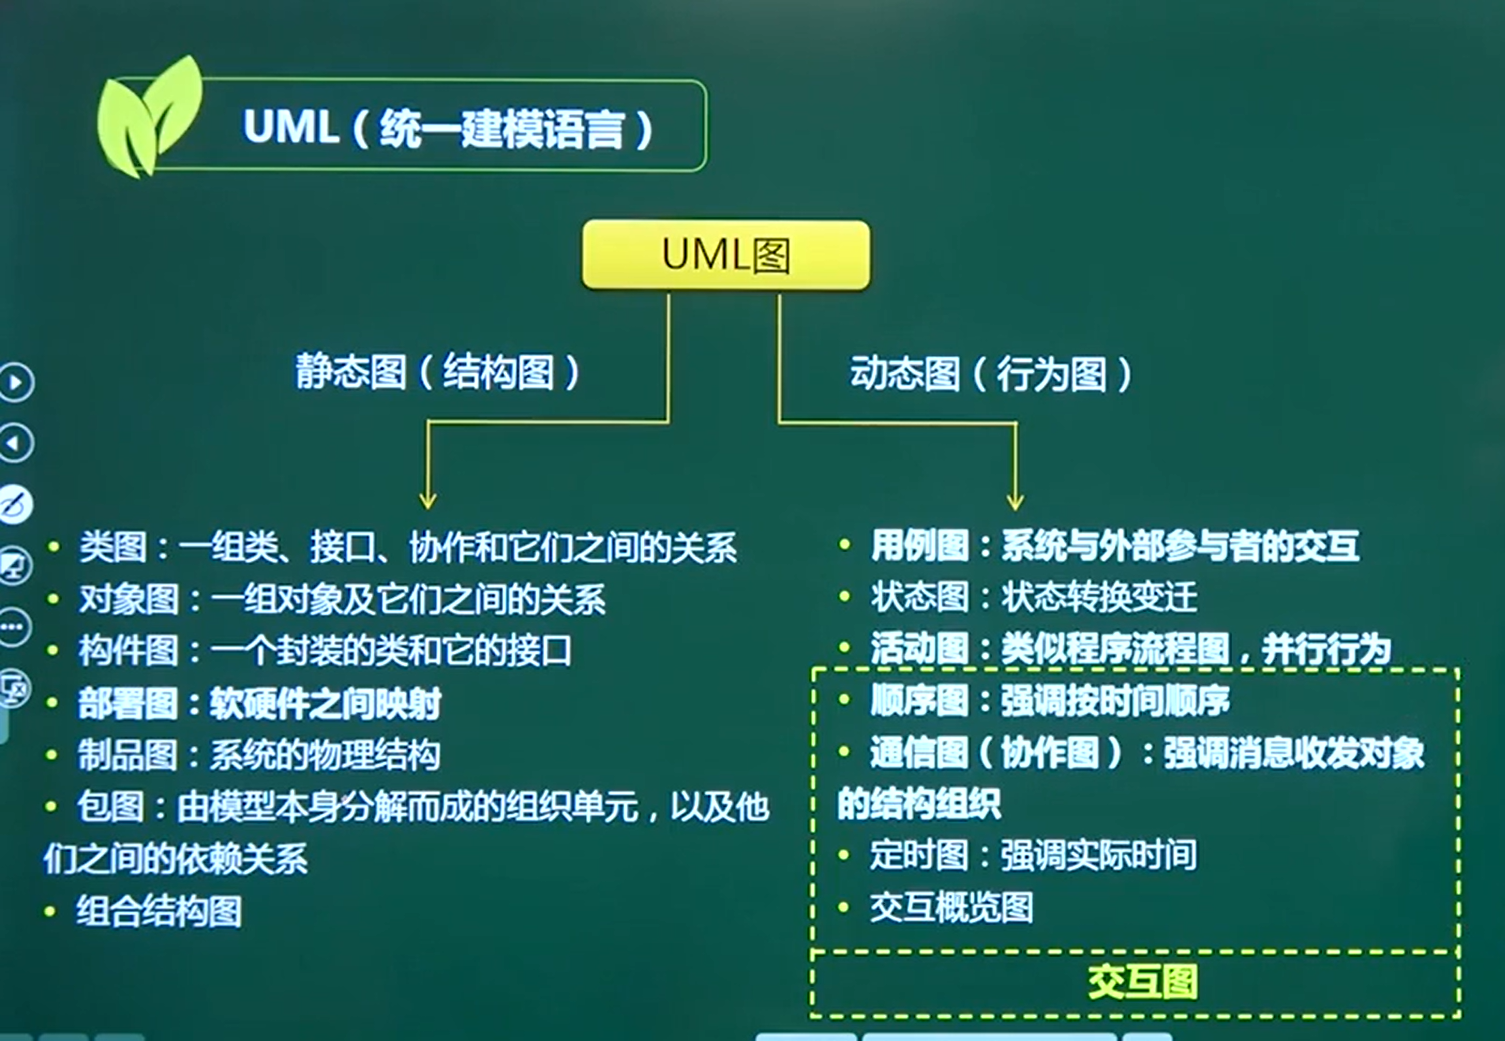 UML（统一建模语言）
UML图
静态图（结构图）
动态图（行为图）
• 类图：一组类、接口、协作和它们之间的关系
• 对象图：一组对象及它们之间的关系
• 构件图：一个封装的类和它的接口
• 部署图：软硬件之间映射
• 制品图：系统的物理结构
• 包图：由模型本身分解而成的组织单元，以及他
们之间的依赖关系
• 组合结构图
• 用例图：系统与外部参与者的交互
• 状态图：状态转换变迁
• 活动图：类似程序流程图，并行行为
• 顺序图：强调按时间顺序
• 通信图（协作图）：强调消息收发对象
的结构组织
• 定时图：强调实际时间
• 交互概览图
交互图